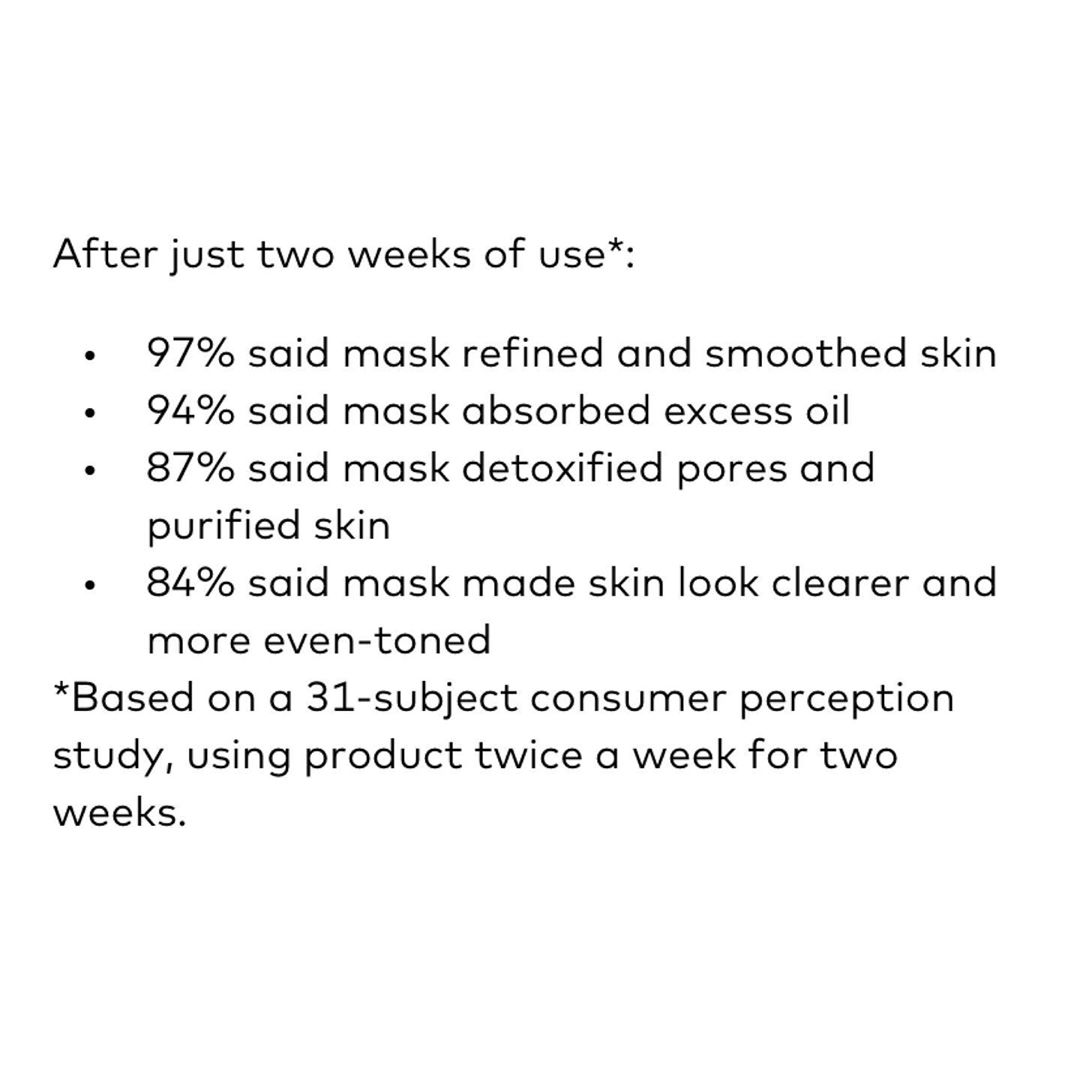 After just two weeks of use*:
• 97% said mask refined and smoothed skin
• 94% said mask absorbed excess oil
• 87% said mask detoxified pores and
purified skin
• 84% said mask made skin look clearer and
more even-toned
*Based on a 31-subject consumer perception
study, using product twice a week for two
weeks.